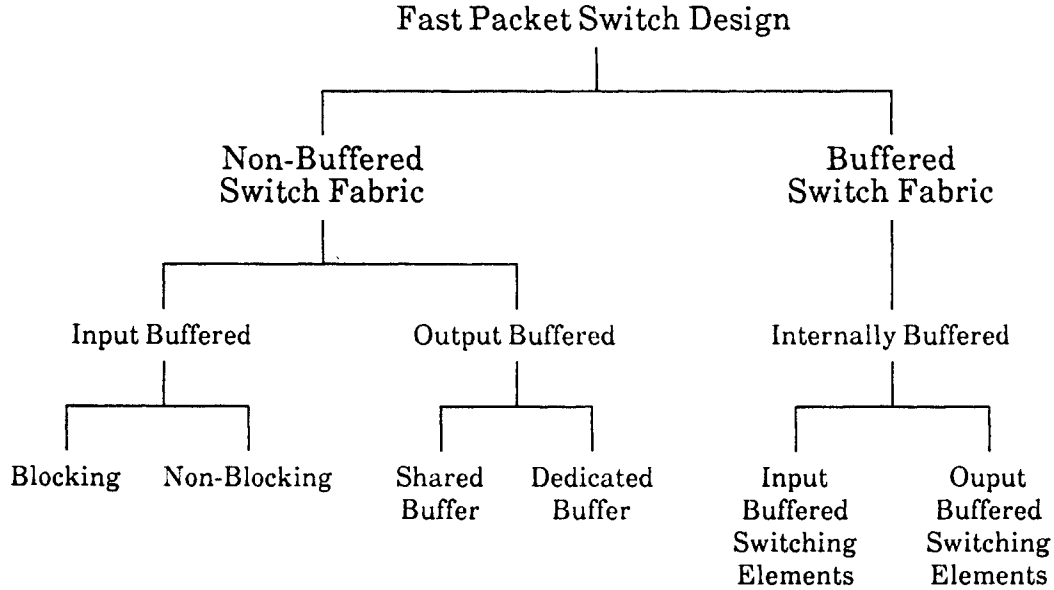 Fast Packet Switch Design
Non-Buffered
Switch Fabric
Buffered
Switch Fabric
Input Buffered
Output Buffered
Internally Buffered
Blocking
Non-Blocking
Shared
Buffer
Dedicated
Buffer
Input
Buffered
Switching
Elements
Ouput
Buffered
Switching
Elements